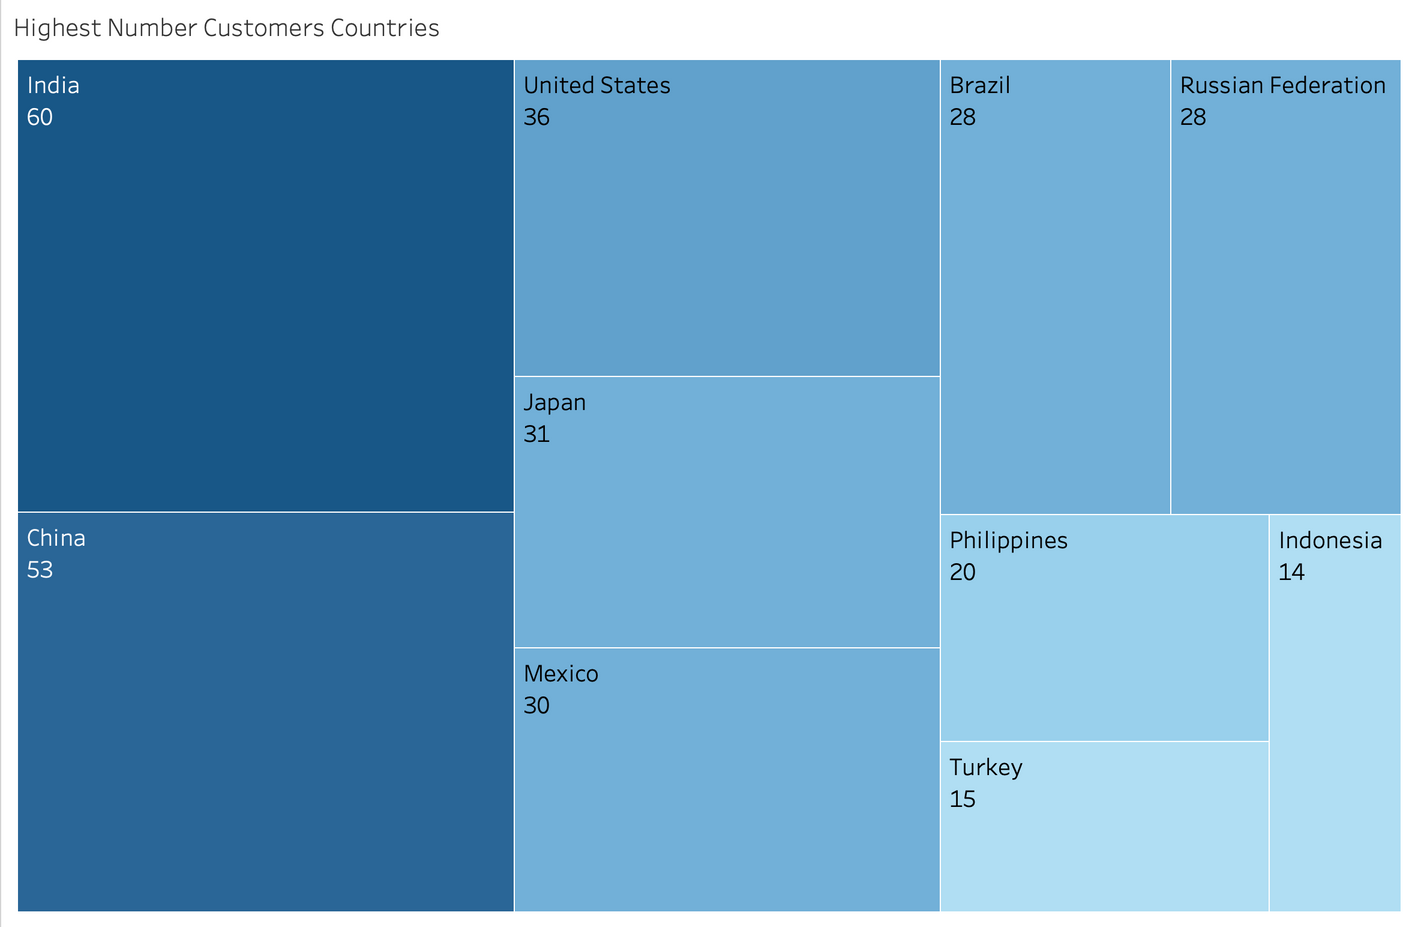 Highest Number Customers Countries
India
60
China
53
United States
36
Japan
31
Mexico
30
Brazil
28
Russian Federation
28
Philippines
20
Turkey
15
Indonesia
14